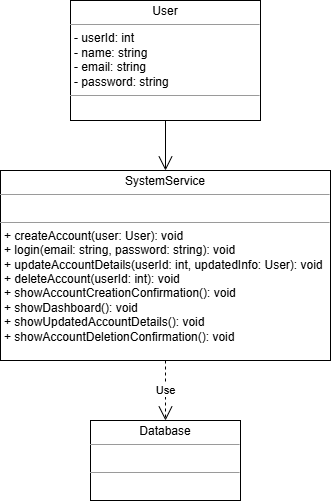 User
- userId: int
- name: string
- email: string
- password: string
SystemService
+ createAccount(user: User): void
+ login(email: string, password: string): void
+ updateAccountDetails(userId: int, updatedInfo: User): void
+ deleteAccount(userId: int): void
+ showAccountCreationConfirmation(): void
+ showDashboard(): void
+ showUpdatedAccountDetails(): void
+ showAccountDeletionConfirmation(): void
Use
Database